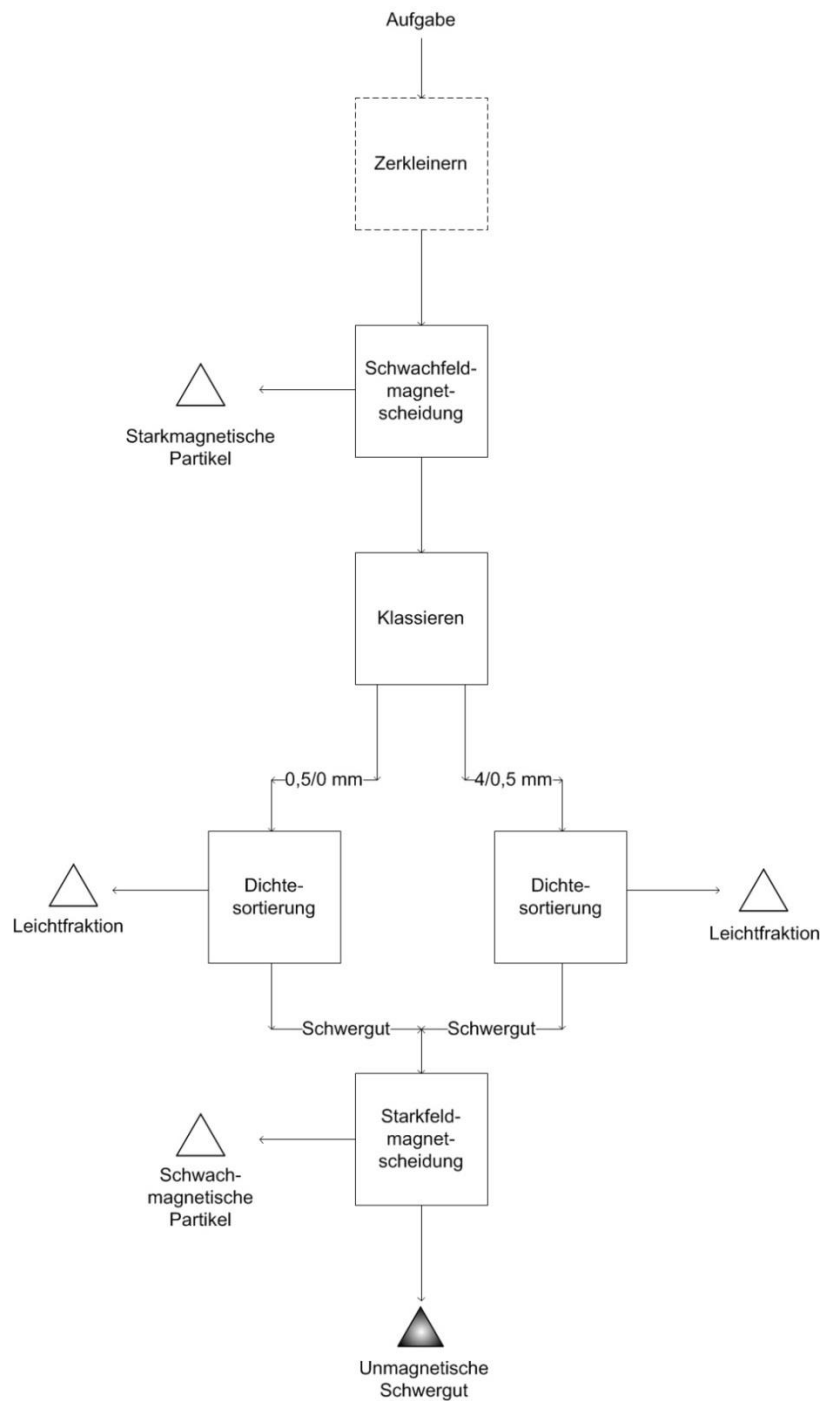 Aufgabe
Zerkleinern
Schwachfeld-
magnet-
scheidung
Starkmagnetische
Partikel
Klassieren
0,5/0 mm
4/0,5 mm
Dichte-
sortierung
Dichte-
sortierung
Leichtfraktion
Leichtfraktion
Schwergut
Schwergut
Starkfeld-
magnet-
scheidung
Schwach-
magnetische
Partikel
Unmagnetische
Schwergut